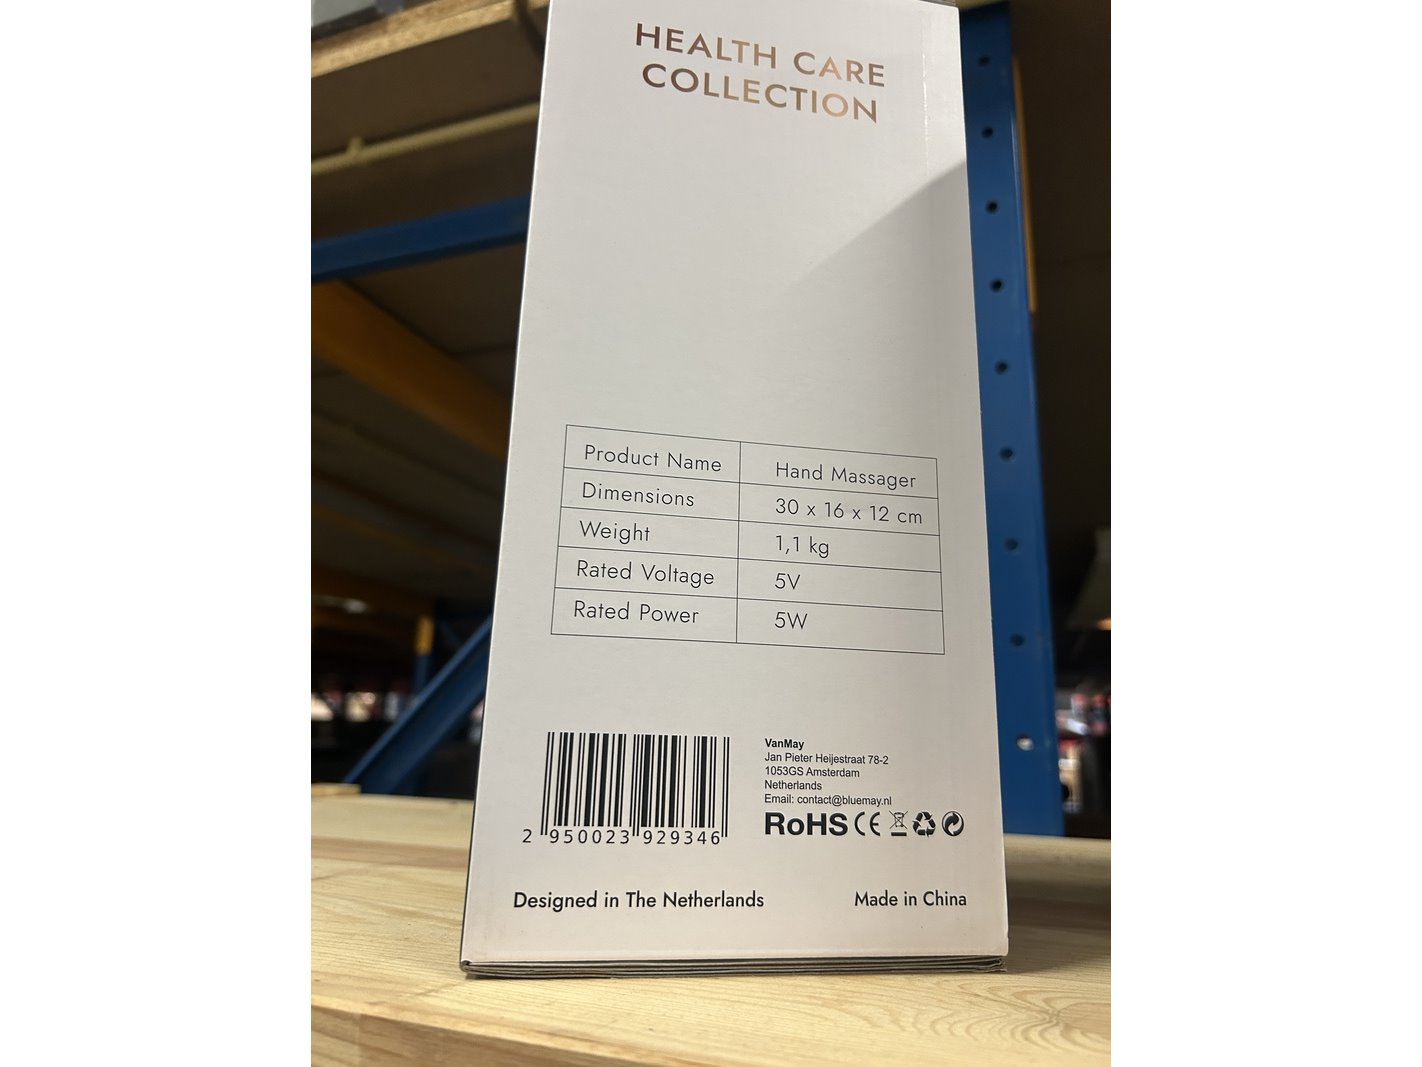 HEALTH CARE
COLLECTION
Product Name Hand Massager
Dimensions 30 x 16 x 12 cm
Weight 1,1 kg
Rated Voltage 5V
Rated Power 5W
2 950023 929346
VanMay
Jan Pieter Heijestraat 78-2
1053GS Amsterdam
Netherlands
Email: contact@bluemay.nl
RoHS CE
Designed in The Netherlands Made in China